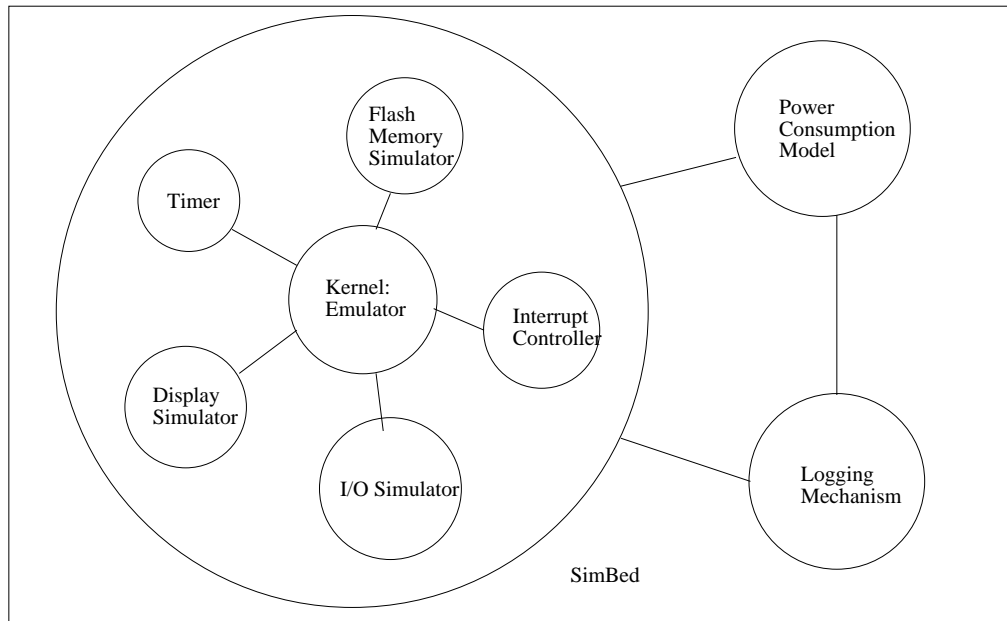 Flash
Memory
Simulator
Power
Consumption
Model
Timer
Kernel:
Emulator
Interrupt
Controller
Display
Simulator
I/O Simulator
Logging
Mechanism
SimBed